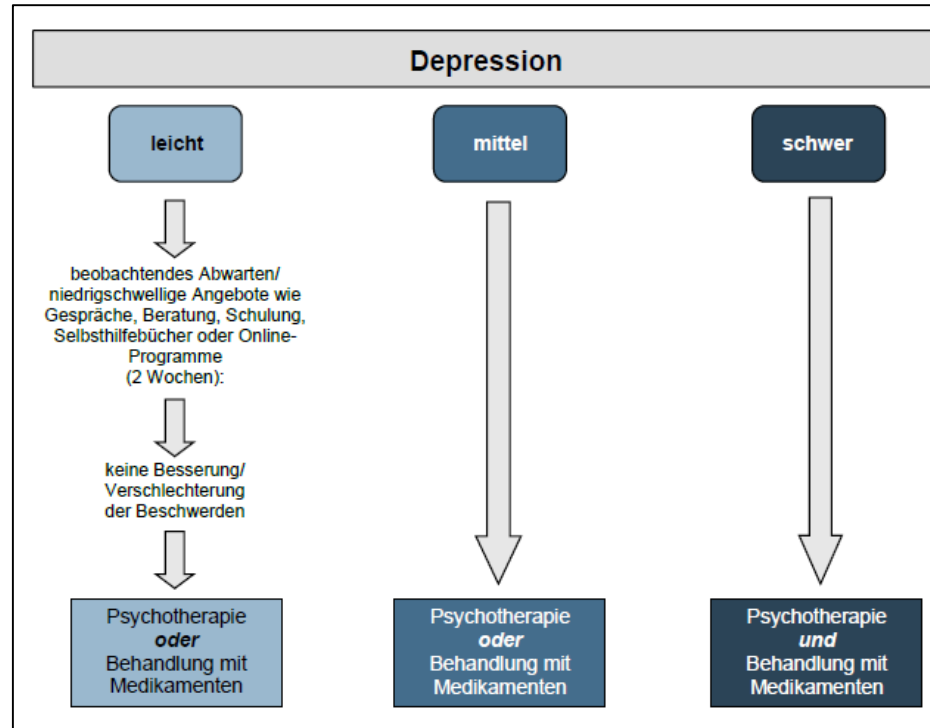 Depression
leicht
mittel
schwer
beobachtendes Abwarten/
niedrigschwellige Angebote wie
Gespräche, Beratung, Schulung,
Selbsthilfebücher oder Online-
Programme
(2 Wochen):
keine Besserung/
Verschlechterung
der Beschwerden
Psychotherapie
oder
Behandlung mit
Medikamenten
Psychotherapie
oder
Behandlung mit
Medikamenten
Psychotherapie
und
Behandlung mit
Medikamenten